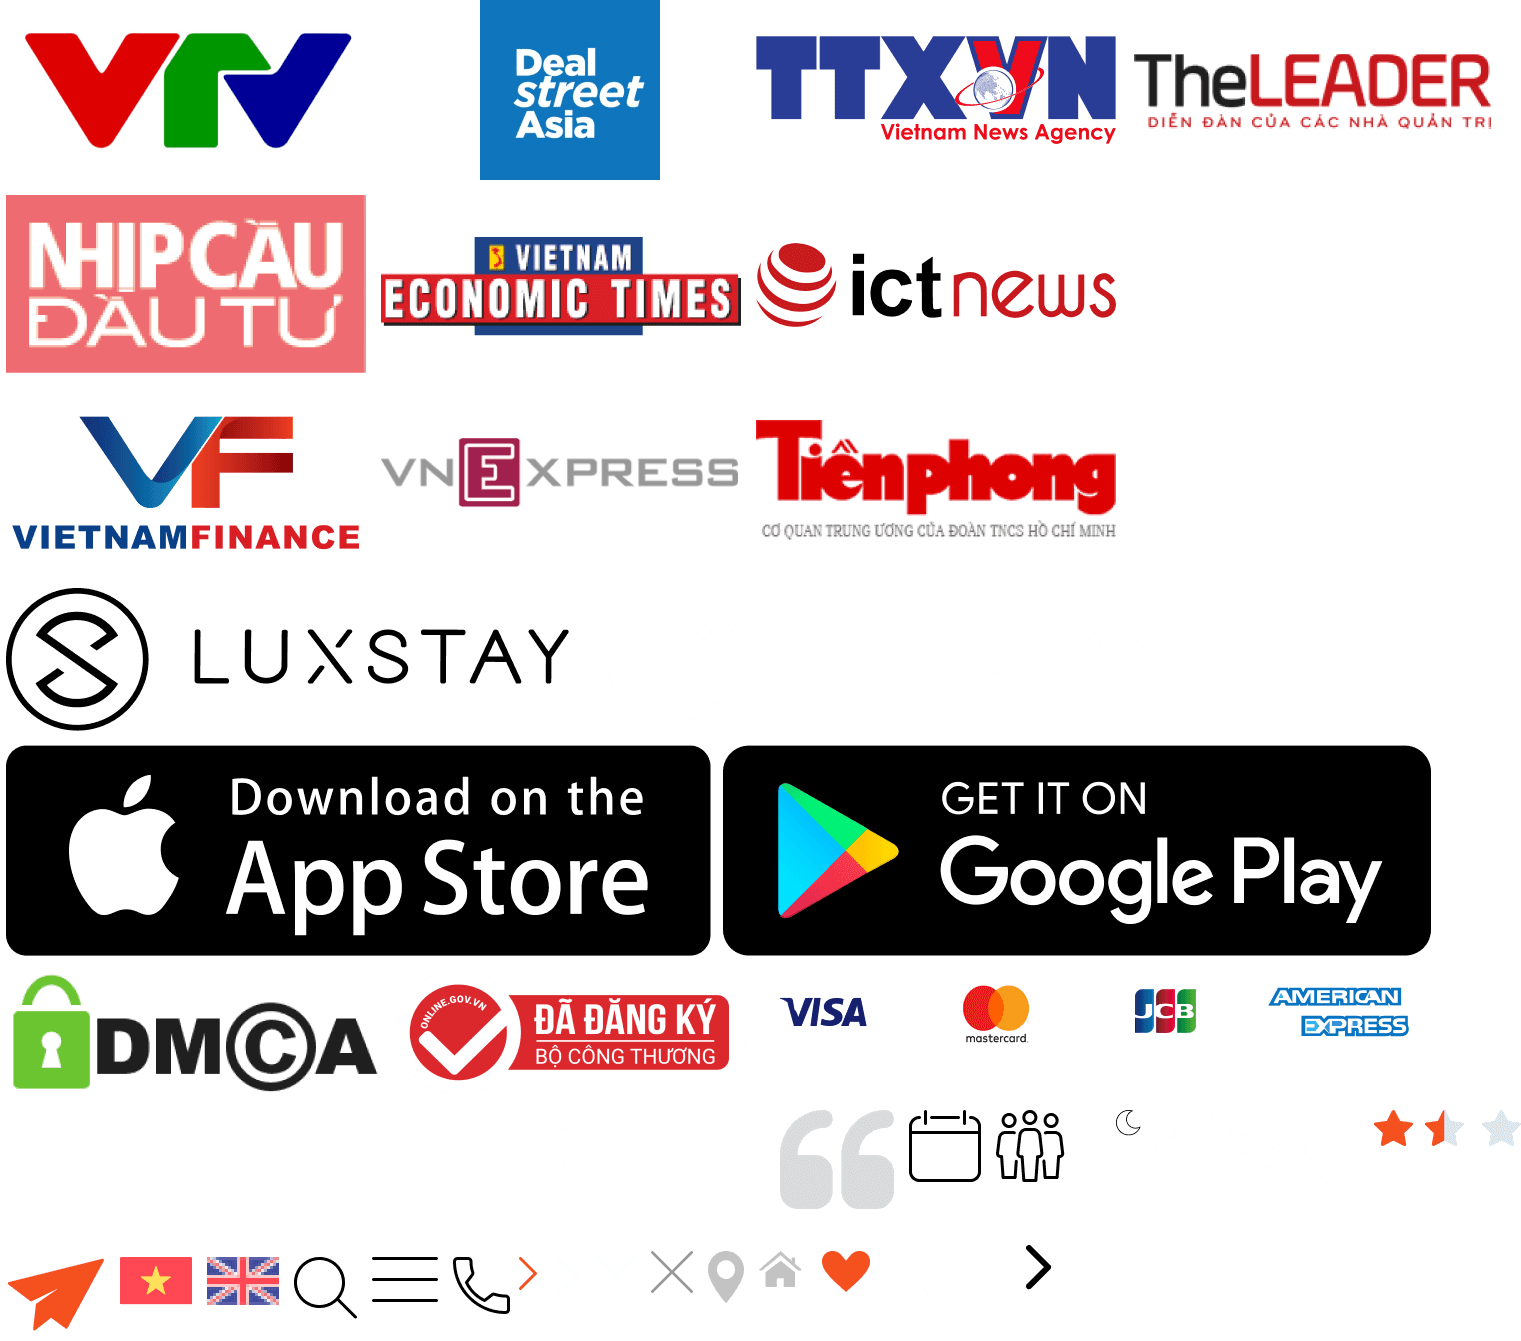 VTV
Deal
street
Asia
TTXVN
Vietnam News Agency
TheLEADER
DIỄN ĐÀN CỦA CÁC NHÀ QUẢN TRỊ
NHỊP CẦU
ĐẦU TƯ
VIETNAM
ECONOMIC TIMES
ictnews
VF
VIETNAMFINANCE
VNEXPRESS
Tiềnphong
CƠ QUAN TRUNG ƯƠNG CỦA ĐOÀN TNCS HỒ CHÍ MINH
LUXSTAY
Download on the
App Store
GET IT ON
Google Play
DMCA
ONLINE.GOV.VN
ĐÃ ĐĂNG KÝ
BỘ CÔNG THƯƠNG
VISA
mastercard.
JCB
AMERICAN
EXPRESS